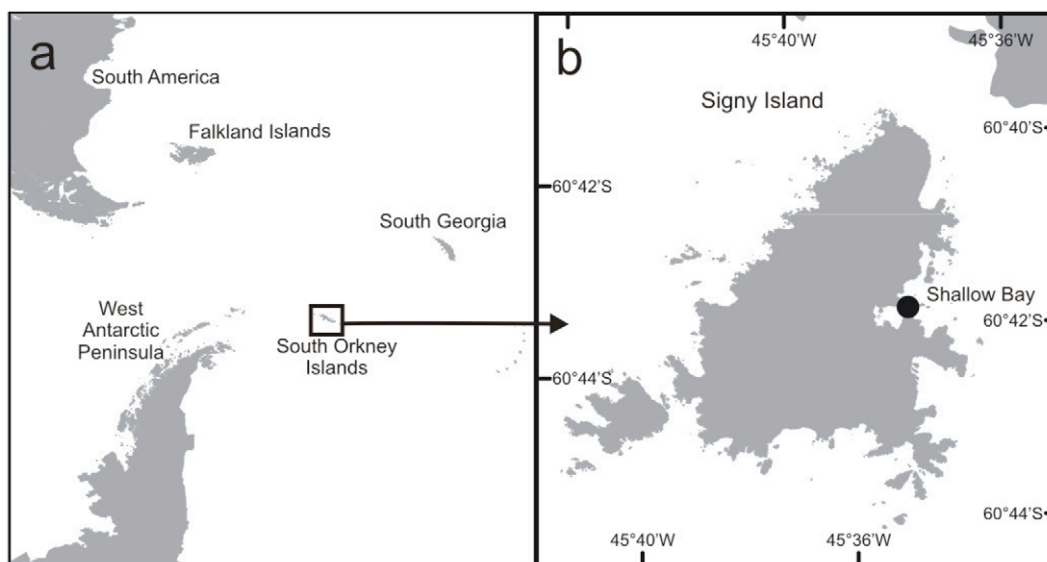 a
South America
Falkland Islands
South Georgia
West
Antarctic
Peninsula
South Orkney
Islands
b
45°40'W
45°36'W
Signy Island
60°40'S
60°42'S
Shallow Bay
60°42'S
60°44'S
60°44'S
45°40'W
45°36'W